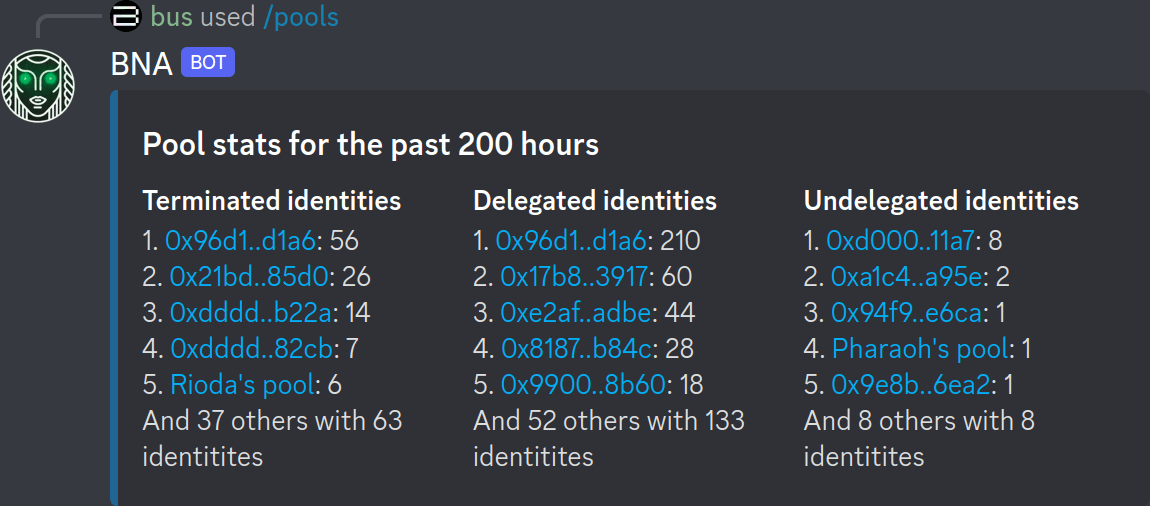 bus used /pools
BNA BOT
Pool stats for the past 200 hours
Terminated identities
1. 0x96d1..d1a6: 56
2. 0x21bd..85d0: 26
3. 0xdddd..b22a: 14
4. 0xdddd..82cb: 7
5. Rioda's pool: 6
And 37 others with 63
identitites
Delegated identities
1. 0x96d1..d1a6: 210
2. 0x17b8..3917: 60
3. 0xe2af..adbe: 44
4. 0x8187..b84c: 28
5. 0x9900..8b60: 18
And 52 others with 133
identitites
Undelegated identities
1. 0xd000..11a7: 8
2. 0xa1c4..a95e: 2
3. 0x94f9..e6ca: 1
4. Pharaoh's pool: 1
5. 0x9e8b..6ea2: 1
And 8 others with 8
identitites